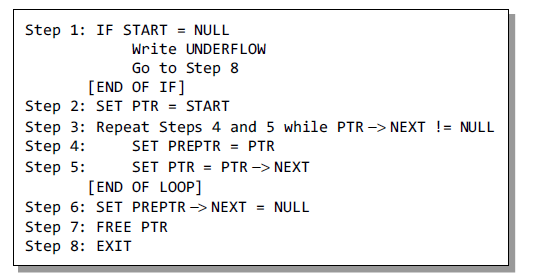 Step 1: IF START = NULL
Write UNDERFLOW
Go to Step 8
[END OF IF]
Step 2: SET PTR = START
Step 3: Repeat Steps 4 and 5 while PTR —> NEXT != NULL
Step 4: SET PREPTR = PTR
Step 5: SET PTR = PTR —> NEXT
[END OF LOOP]
Step 6: SET PREPTR —> NEXT = NULL
Step 7: FREE PTR
Step 8: EXIT